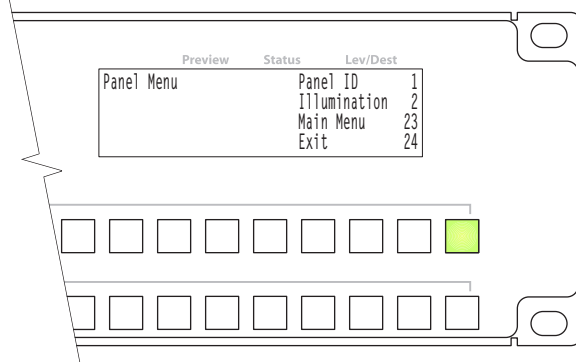 Preview Status Lev/Dest
Panel Menu Panel ID 1
Illumination 2
Main Menu 23
Exit 24